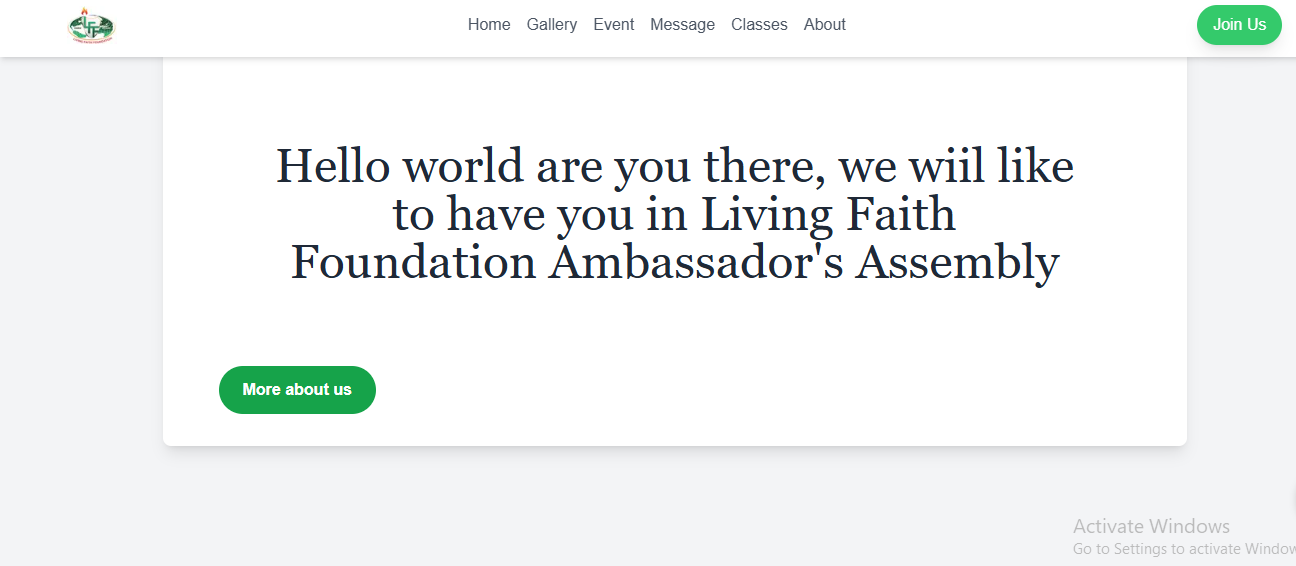 Home Gallery Event Message Classes About
Join Us
Hello world are you there, we wiil like
to have you in Living Faith
Foundation Ambassador's Assembly
More about us
Activate Windows
Go to Settings to activate Window